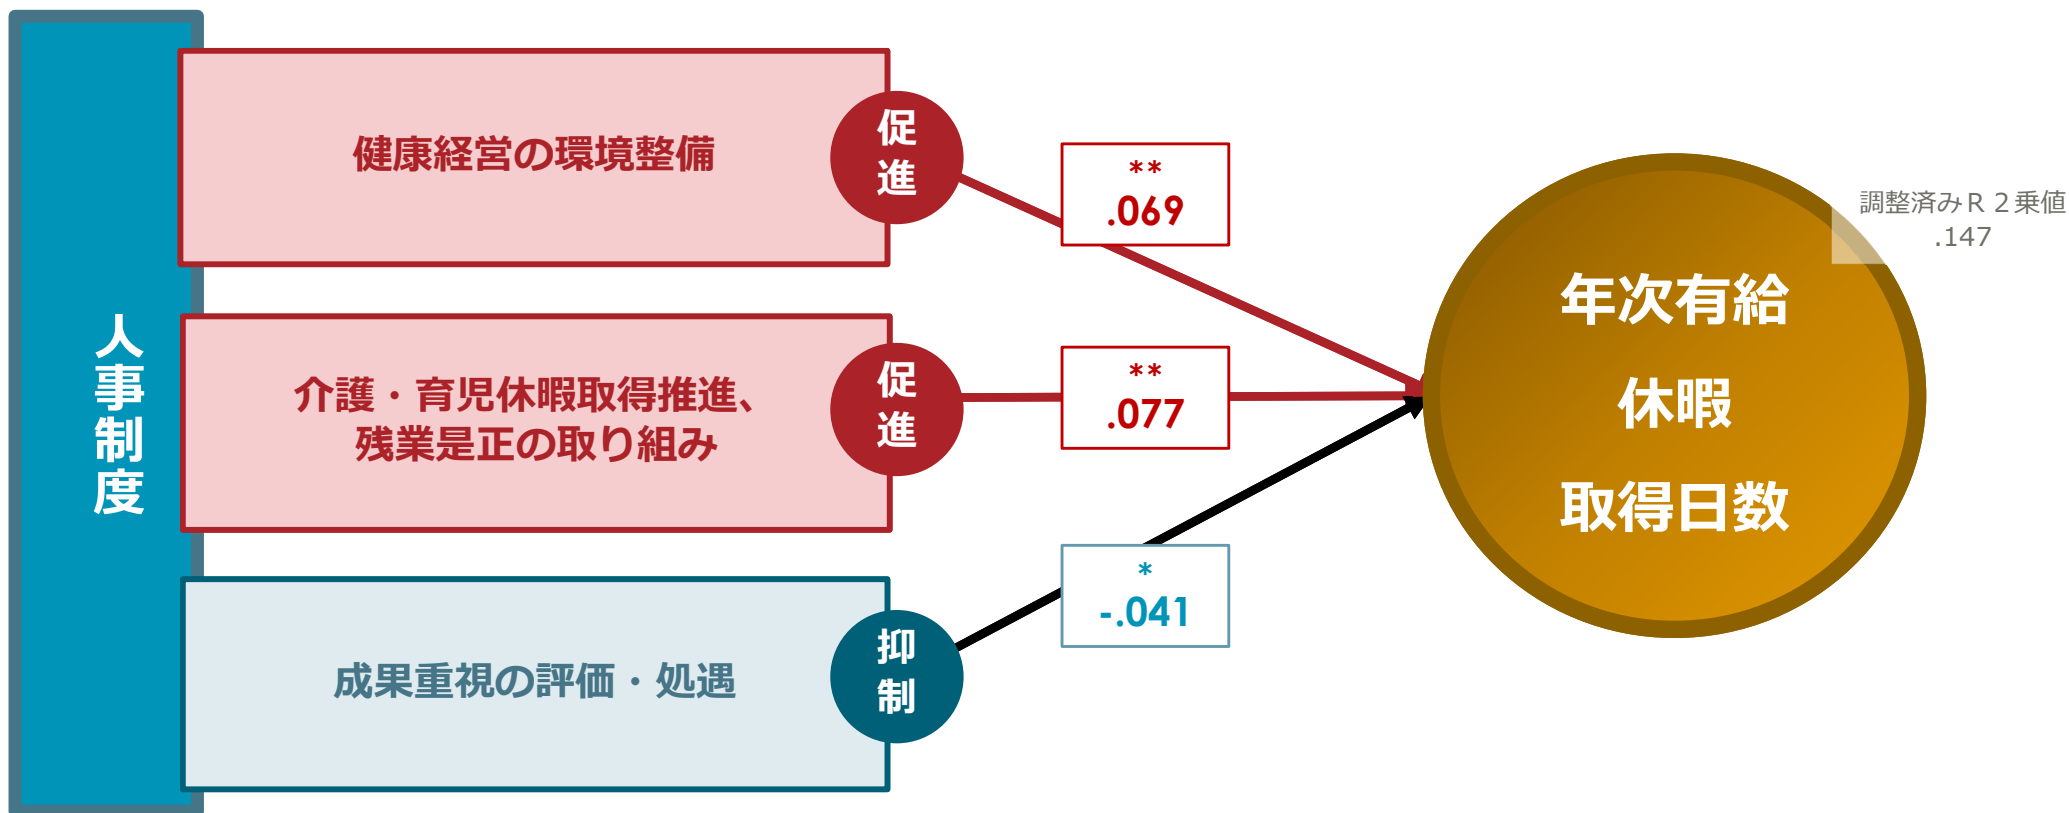 人事制度
健康経営の環境整備
促進
**
.069
介護・育児休暇取得推進、
残業是正の取り組み
促進
**
.077
成果重視の評価・処遇
抑制
*
-.041
調整済みR２乗値
.147
年次有給
休暇
取得日数